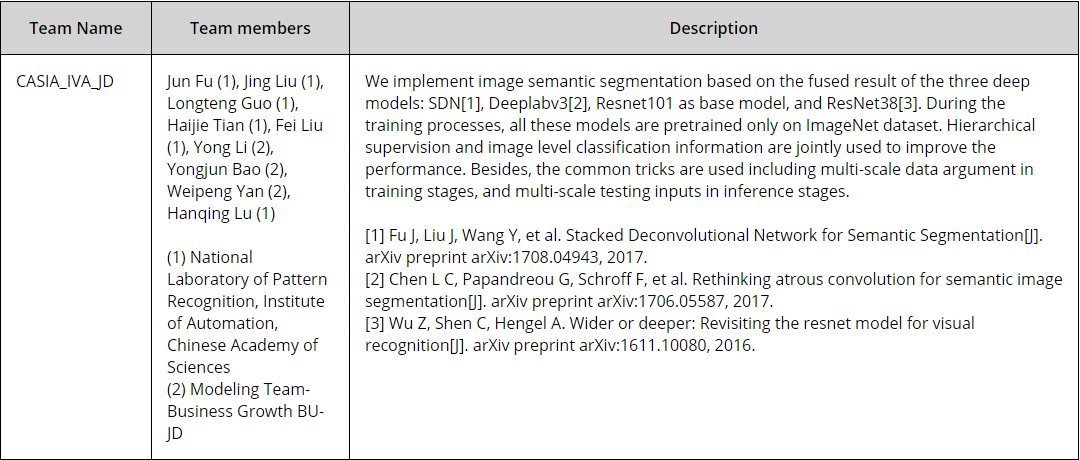 Team Name
Team members
Description
CASIA_IVA_JD
Jun Fu (1), Jing Liu (1),
Longteng Guo (1),
Haijie Tian (1), Fei Liu
(1), Yong Li (2),
Yongjun Bao (2),
Weipeng Yan (2),
Hanqing Lu (1)
(1) National
Laboratory of Pattern
Recognition, Institute
of Automation,
Chinese Academy of
Sciences
(2) Modeling Team-
Business Growth BU-
JD
We implement image semantic segmentation based on the fused result of the three deep
models: SDN[1], Deeplabv3[2], Resnet101 as base model, and ResNet38[3]. During the
training processes, all these models are pretrained only on ImageNet dataset. Hierarchical
supervision and image level classification information are jointly used to improve the
performance. Besides, the common tricks are used including multi-scale data argument in
training stages, and multi-scale testing inputs in inference stages.
[1] Fu J, Liu J, Wang Y, et al. Stacked Deconvolutional Network for Semantic Segmentation[J].
arXiv preprint arXiv:1708.04943, 2017.
[2] Chen L C, Papandreou G, Schroff F, et al. Rethinking atrous convolution for semantic image
segmentation[J]. arXiv preprint arXiv:1706.05587, 2017.
[3] Wu Z, Shen C, Hengel A. Wider or deeper: Revisiting the resnet model for visual
recognition[J]. arXiv preprint arXiv:1611.10080, 2016.